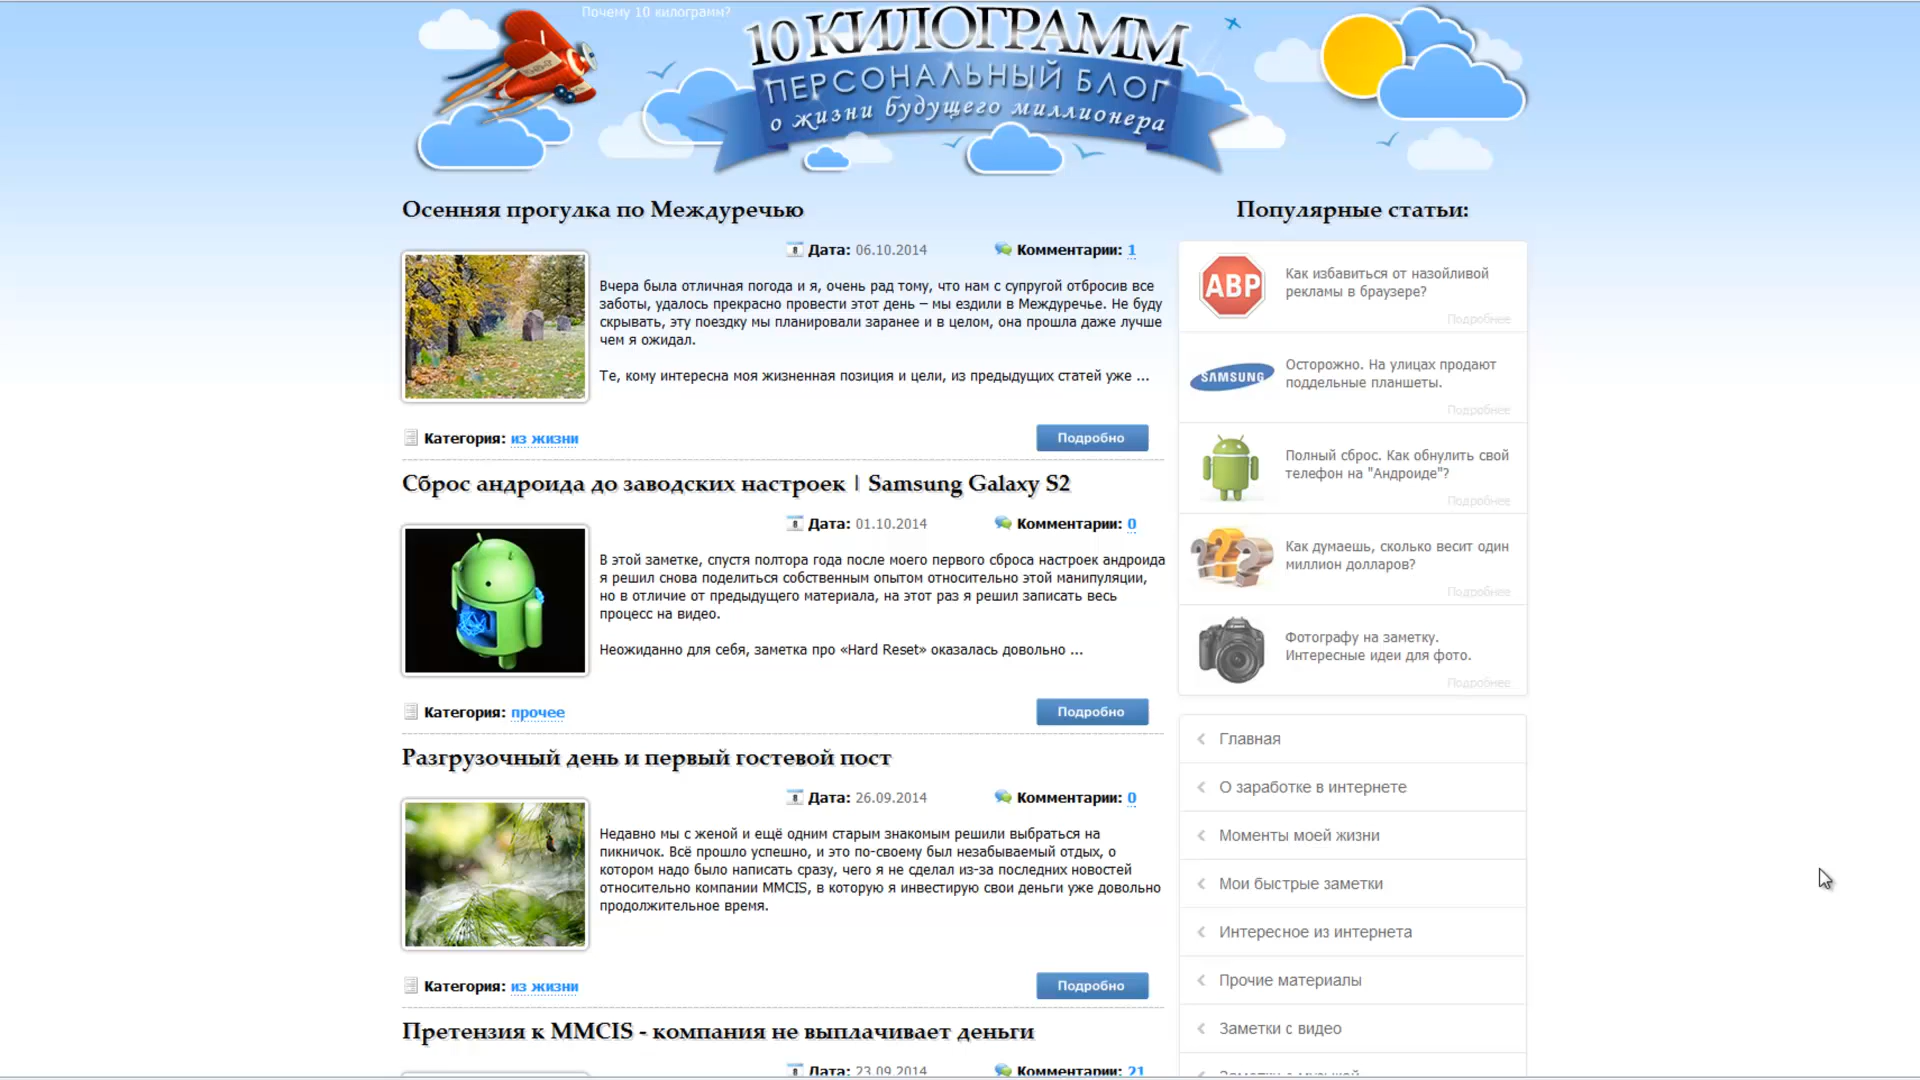 Почему 10 килограмм?
10 КИЛОГРАММ
ПЕРСОНАЛЬНЫЙ БЛОГ
о жизни будущего миллионера
Осенняя прогулка по Междуречью
Дата: 06.10.2014
Комментарии: 1
Вчера была отличная погода и я, очень рад тому, что нам с супругой отбросив все
заботы, удалось прекрасно провести этот день – мы ездили в Междуречье. Не буду
скрывать, эту поездку мы планировали заранее и в целом, она прошла даже лучше
чем я ожидал.
Те, кому интересна моя жизненная позиция и цели, из предыдущих статей уже ...
Категория: из жизни
Подробно
Сброс андроида до заводских настроек | Samsung Galaxy S2
Дата: 01.10.2014
Комментарии: 0
В этой заметке, спустя полтора года после моего первого сброса настроек андроида
я решил снова поделиться собственным опытом относительно этой манипуляции,
но в отличие от предыдущего материала, на этот раз я решил записать весь
процесс на видео.
Неожиданно для себя, заметка про «Hard Reset» оказалась довольно ...
Категория: прочее
Подробно
Разгрузочный день и первый гостевой пост
Дата: 26.09.2014
Комментарии: 0
Недавно мы с женой и ещё одним старым знакомым решили выбраться на
пикничок. Всё прошло успешно, и это по-своему был незабываемый отдых, о
котором надо было написать сразу, чего я не сделал из-за последних новостей
относительно компании MMCIS, в которую я инвестирую свои деньги уже довольно
продолжительное время.
Категория: из жизни
Подробно
Претензия к MMCIS - компания не выплачивает деньги
Дата: 23.09.2014
Комментарии: 21
Популярные статьи:
ABP
Как избавиться от назойливой
рекламы в браузере?
Подробнее
SAMSUNG
Осторожно. На улицах продают
поддельные планшеты.
Подробнее
Полный сброс. Как обнулить свой
телефон на "Андроиде"?
Подробнее
???
Как думаешь, сколько весит один
миллион долларов?
Подробнее
Фотографу на заметку.
Интересные идеи для фото.
Подробнее
Главная
О заработке в интернете
Моменты моей жизни
Мои быстрые заметки
Интересное из интернета
Прочие материалы
Заметки с видео
Заметки с музыкой